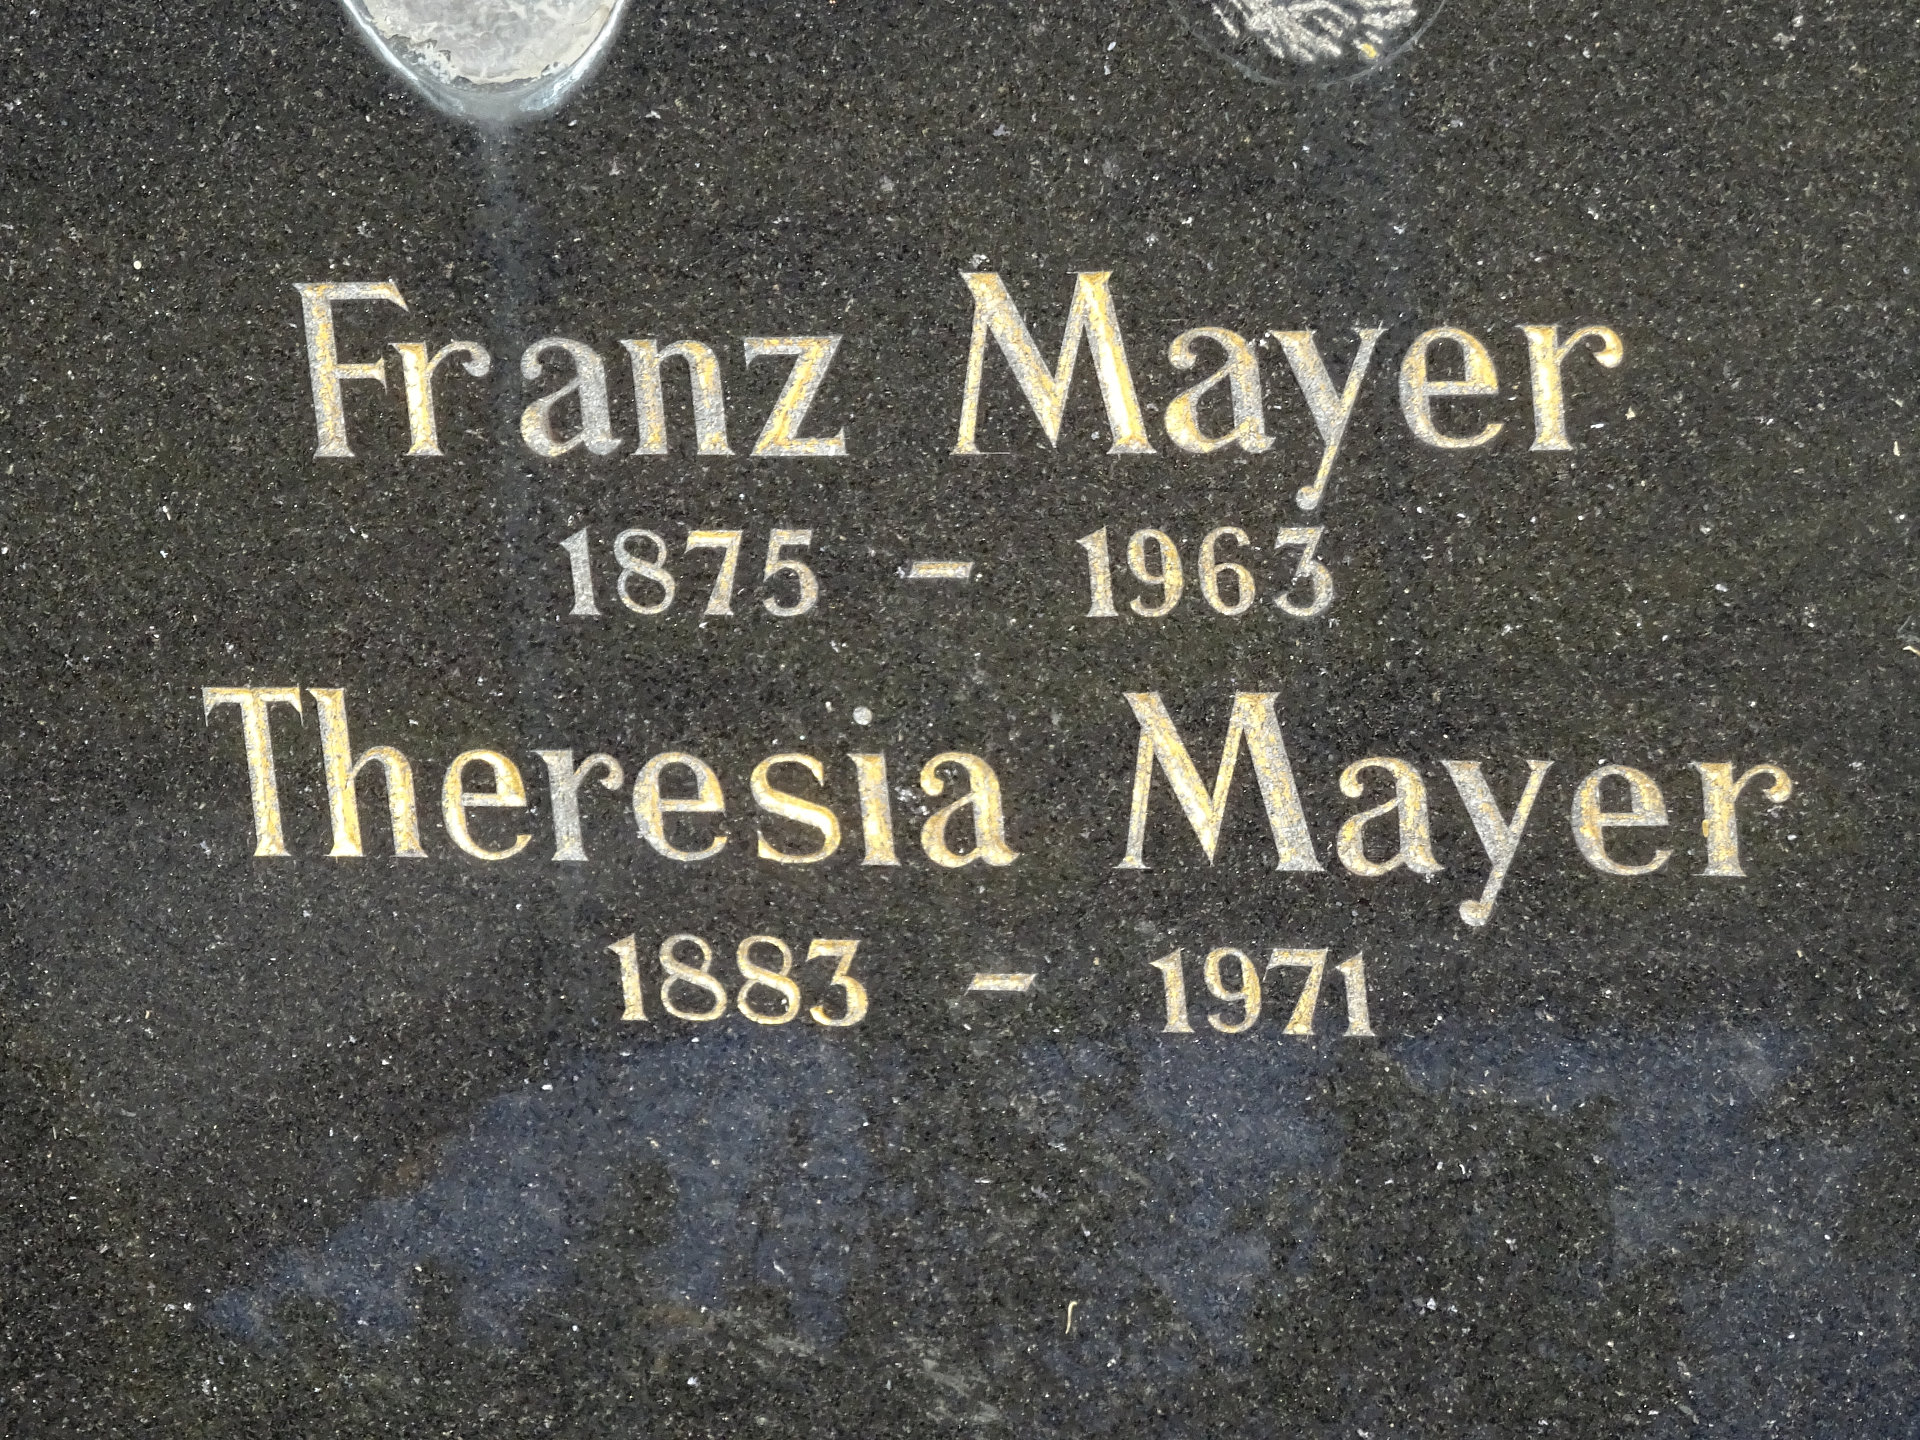 Franz Mayer
1875 - 1963
Theresia Mayer
1883 - 1971